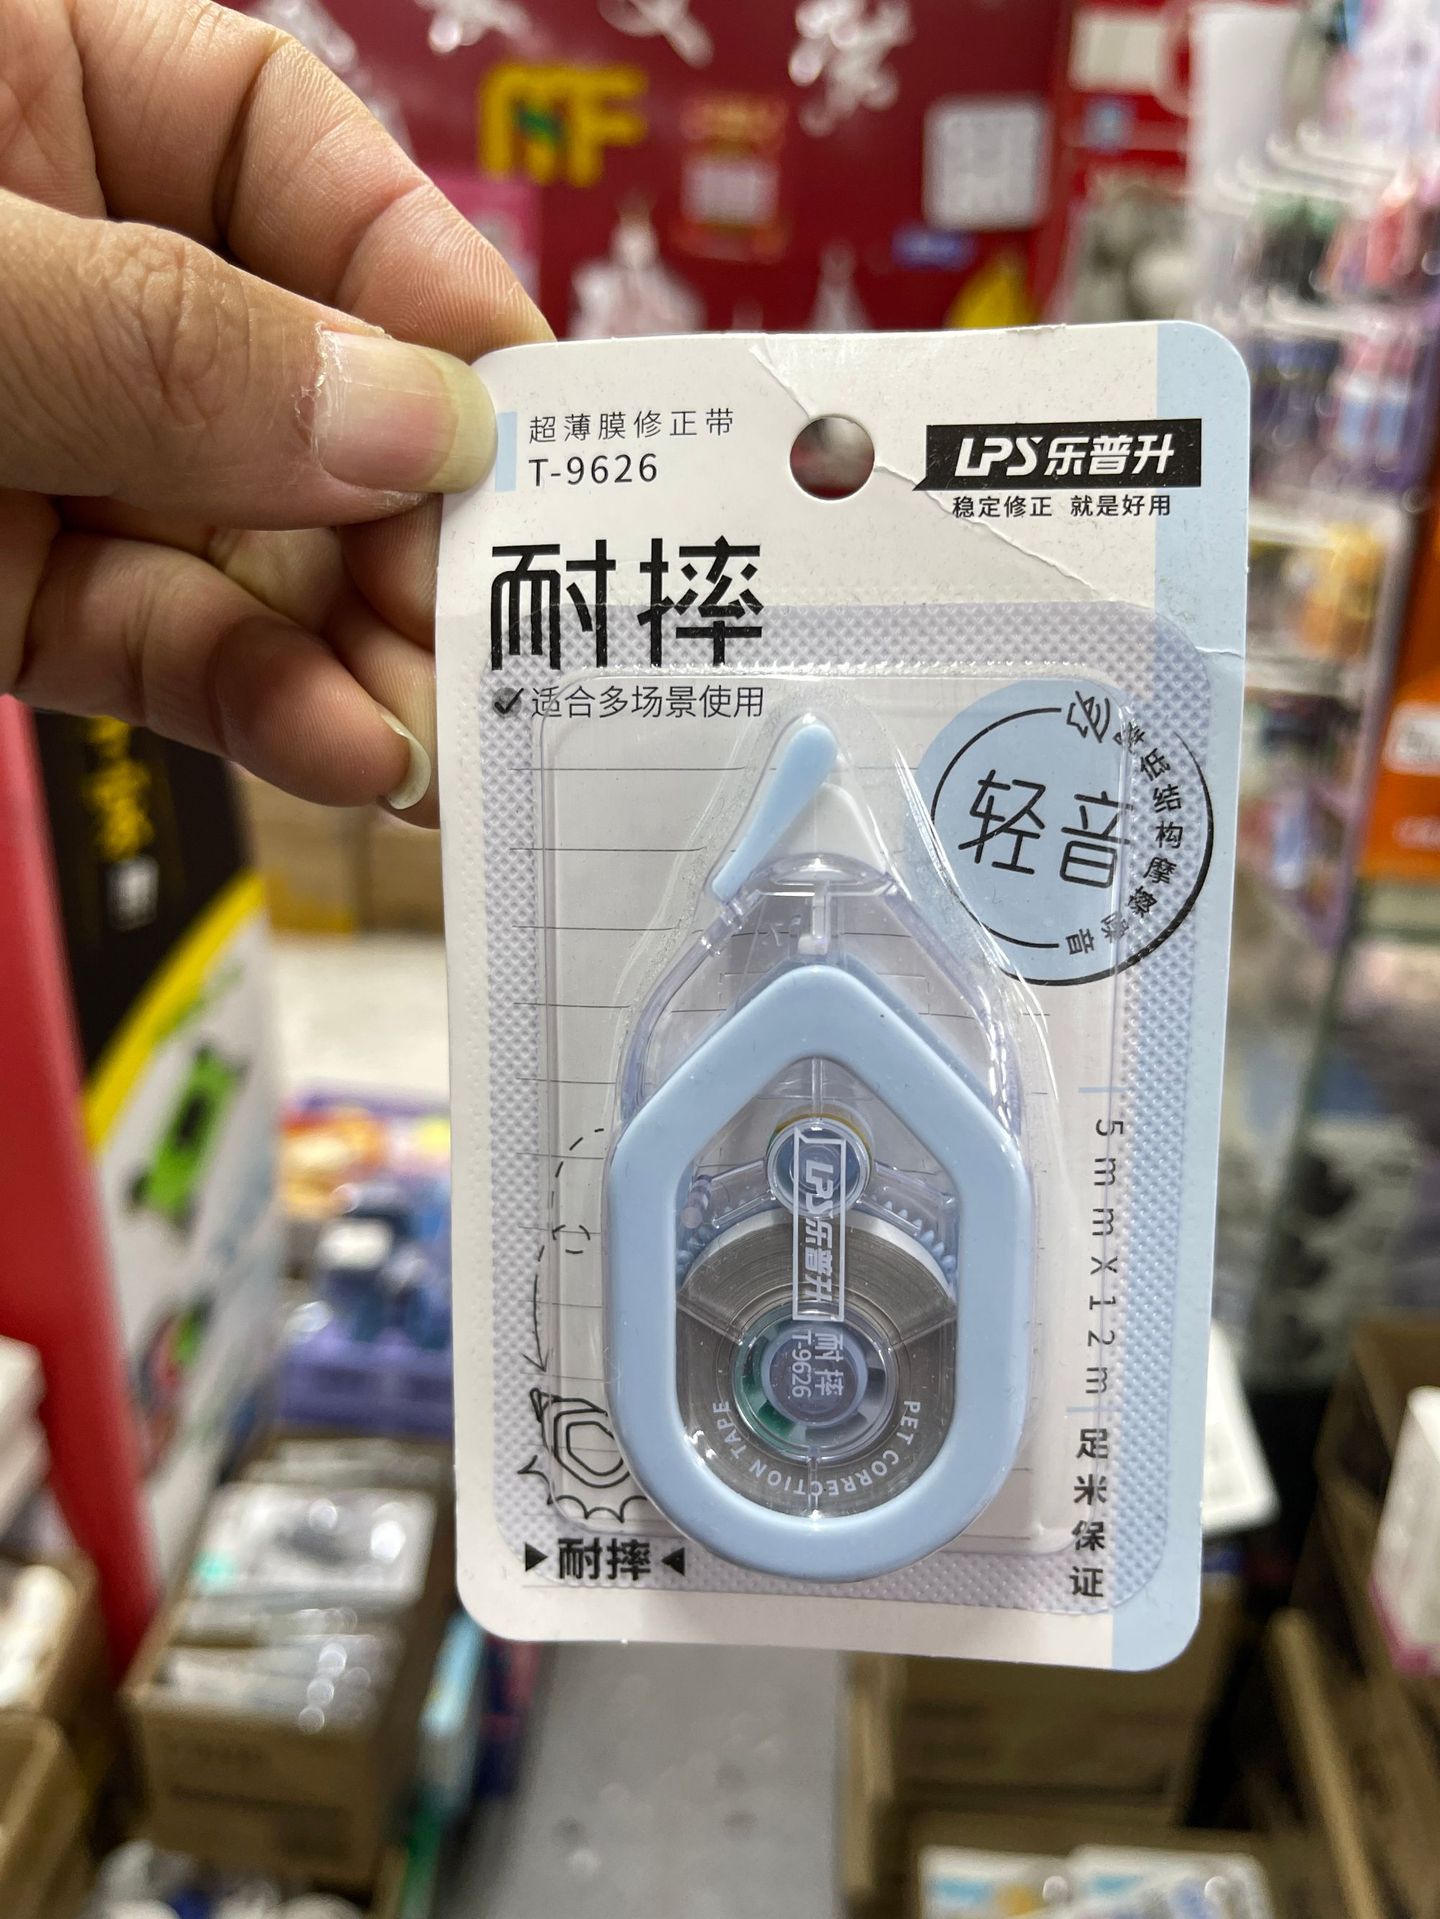 超薄膜修正带
T-9626
LPS乐普升
稳定修正 就是好用
耐摔
适合多场景使用
轻音
降低结构摩擦噪音
5mmX12m
足米保证
LPS乐普升
耐摔
T-9626
PET CORRECTION TAPE
耐摔